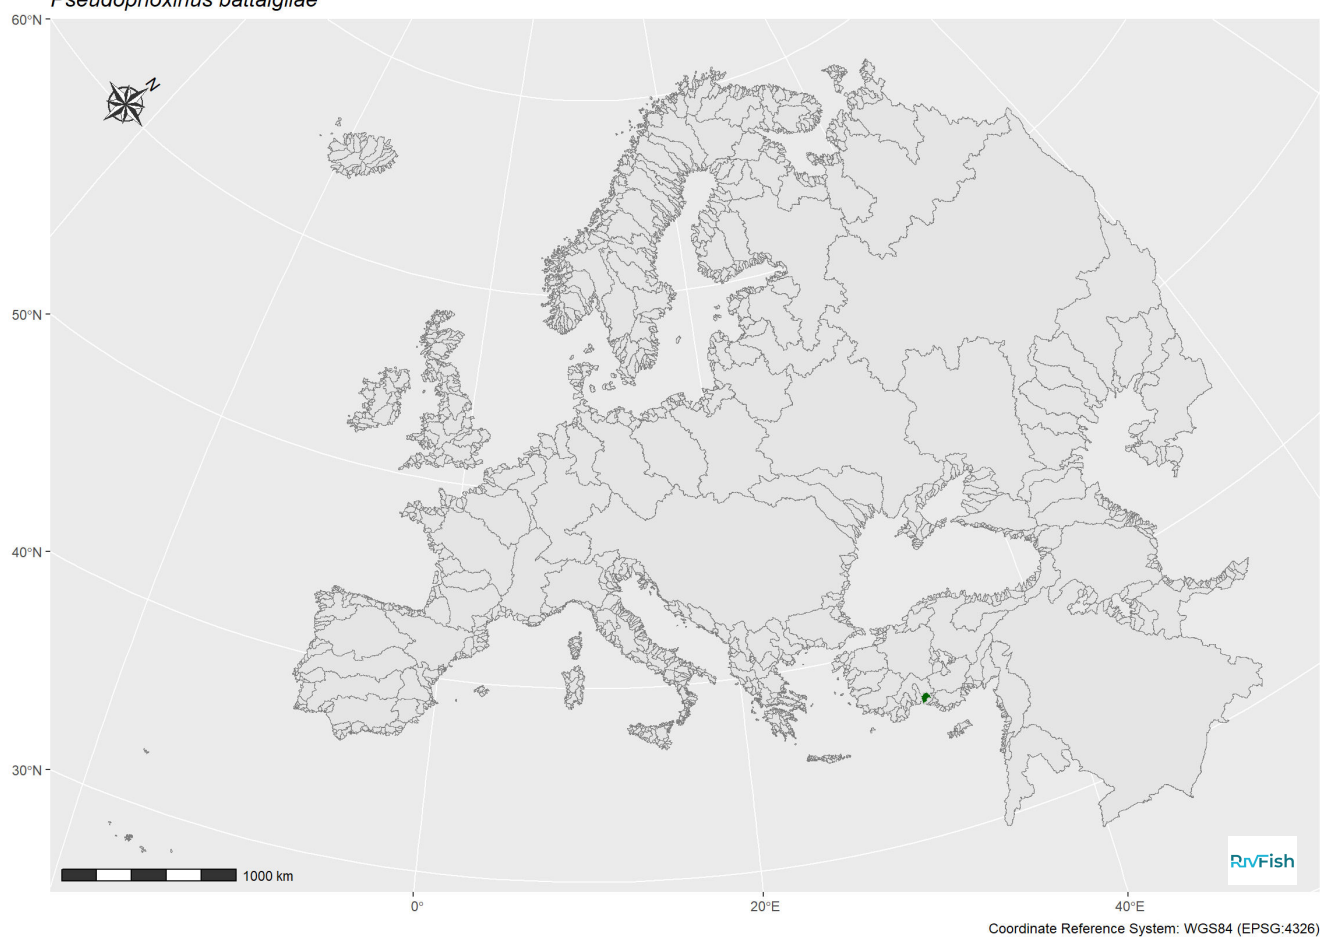 Pseudophoxinus battalgilae
60°N
N
50°N
40°N
30°N
1000 km
RivFish
0°
20°E
40°E
Coordinate Reference System: WGS84 (EPSG:4326)